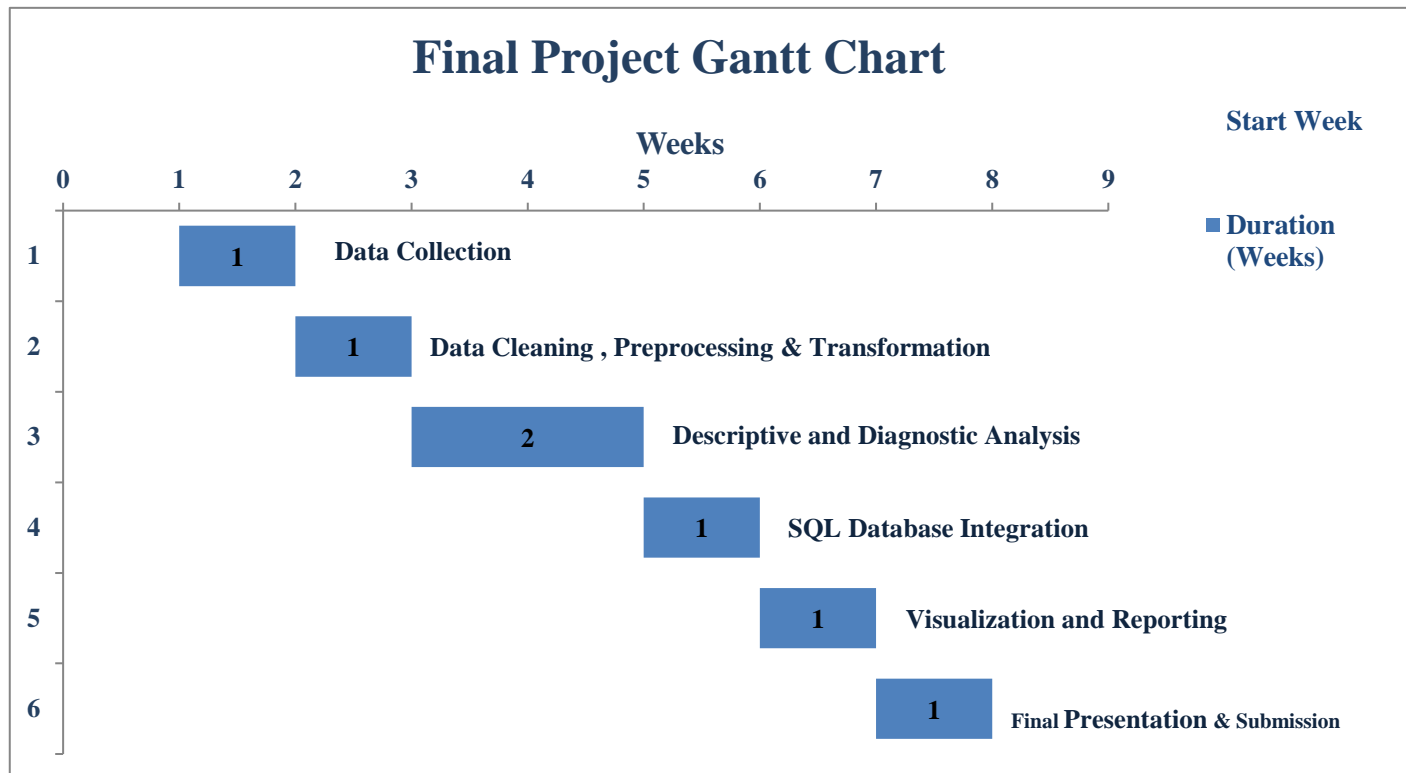 Final Project Gantt Chart
Start Week
Weeks
0 1 2 3 4 5 6 7 8 9
Duration
(Weeks)
1 1 Data Collection
2 1 Data Cleaning , Preprocessing & Transformation
3 2 Descriptive and Diagnostic Analysis
4 1 SQL Database Integration
5 1 Visualization and Reporting
6 1 Final Presentation & Submission